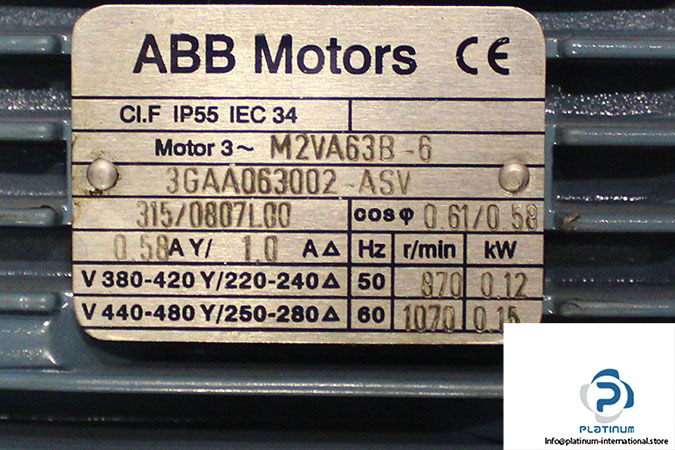 ABB Motors CE
Cl.F IP55 IEC 34
Motor 3~ M2VA63B-6
3GAA063002-ASV
315/0807L00 cosφ 0.61/0.58
0.58 A Y/ 1.0 A Δ Hz r/min kW
V 380-420 Y/220-240 Δ 50 870 0.12
V 440-480 Y/250-280 Δ 60 1070 0.15
PLATINUM
Info@platinum-international.store